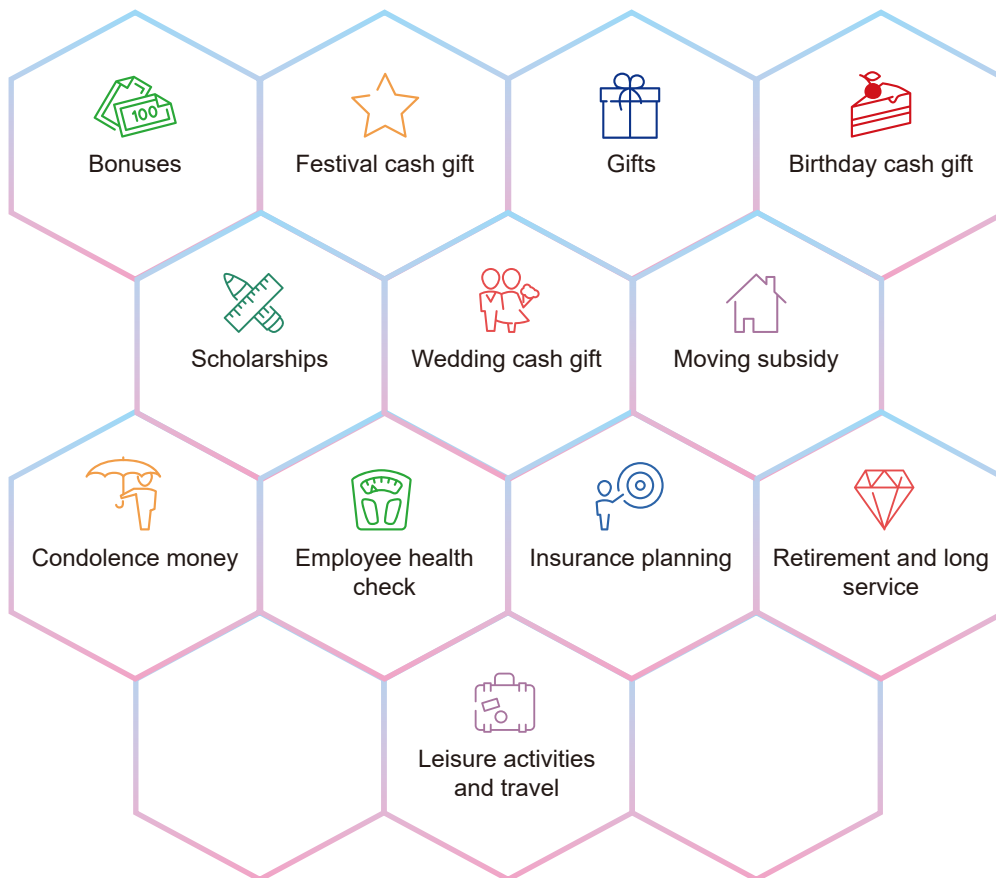 100
Bonuses
Festival cash gift
Gifts
Birthday cash gift
Scholarships
Wedding cash gift
Moving subsidy
Condolence money
Employee health
check
Insurance planning
Retirement and long
service
Leisure activities
and travel